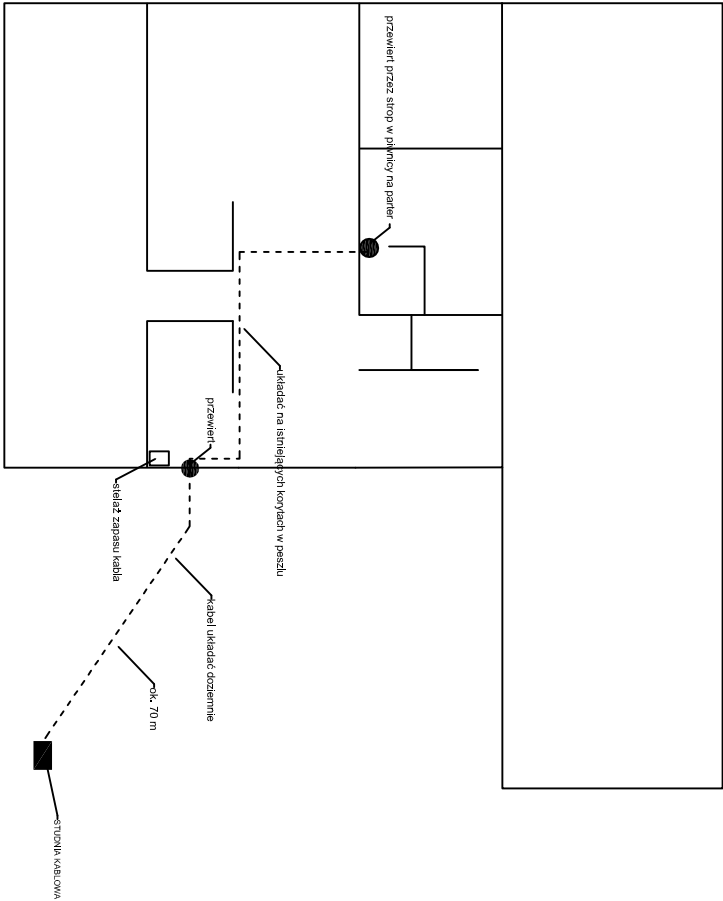 przewiert przez strop w piwnicy na parter
układać na istniejących korytach w peszlu
przewiert
stelaż zapasu kabla
kabel układać doziemnie
ok. 70 m
STUDNIA KABLOWA